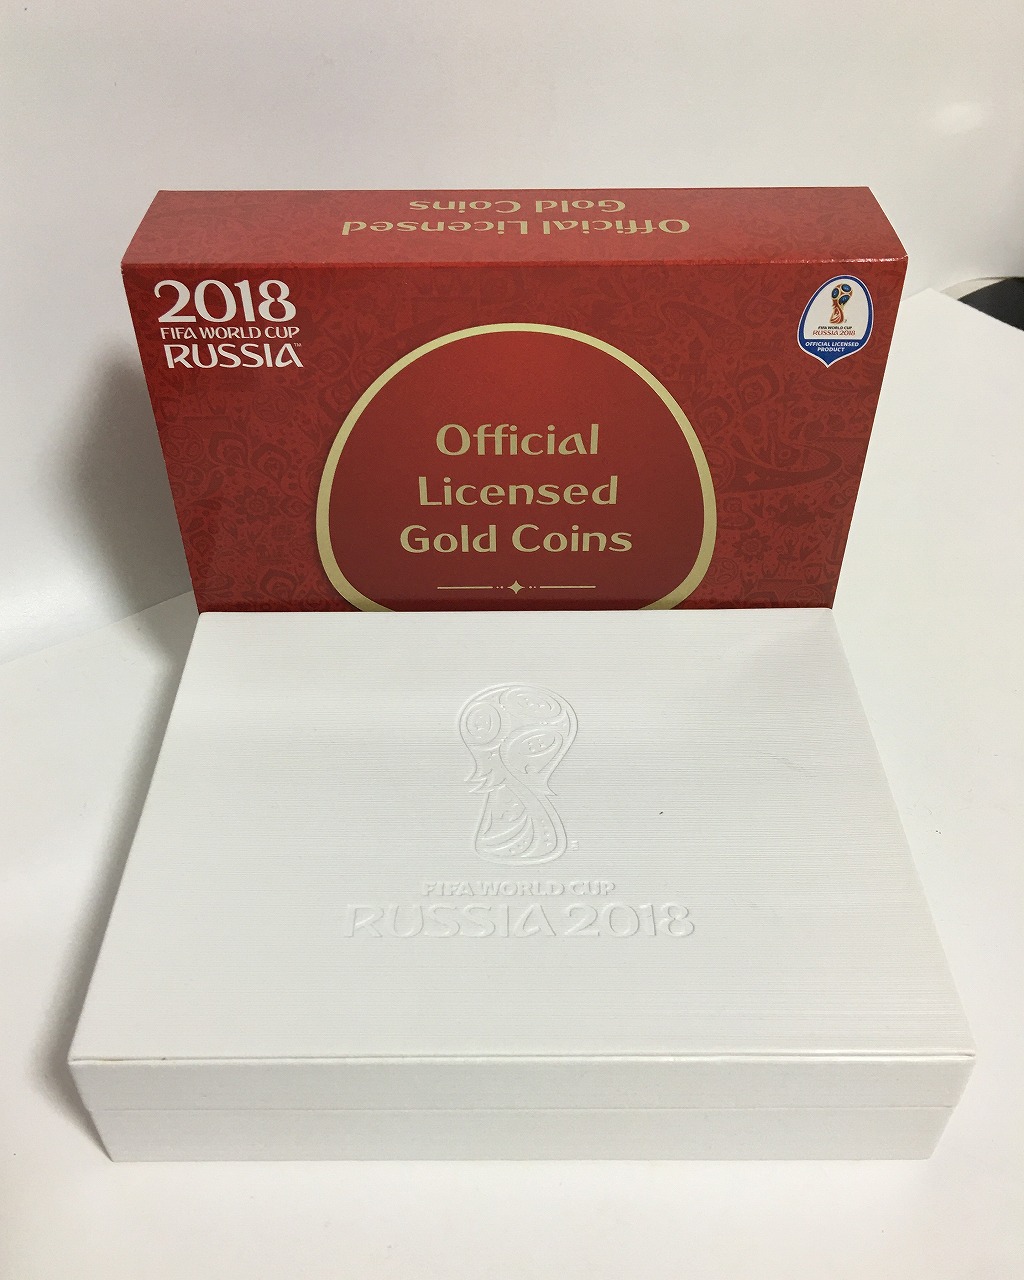 Official Licensed
Gold Coins
2018
FIFA WORLD CUP
RUSSIA™
FIFA WORLD CUP
RUSSIA 2018
OFFICIAL LICENSED
PRODUCT
Official
Licensed
Gold Coins
FIFA WORLD CUP
RUSSIA 2018